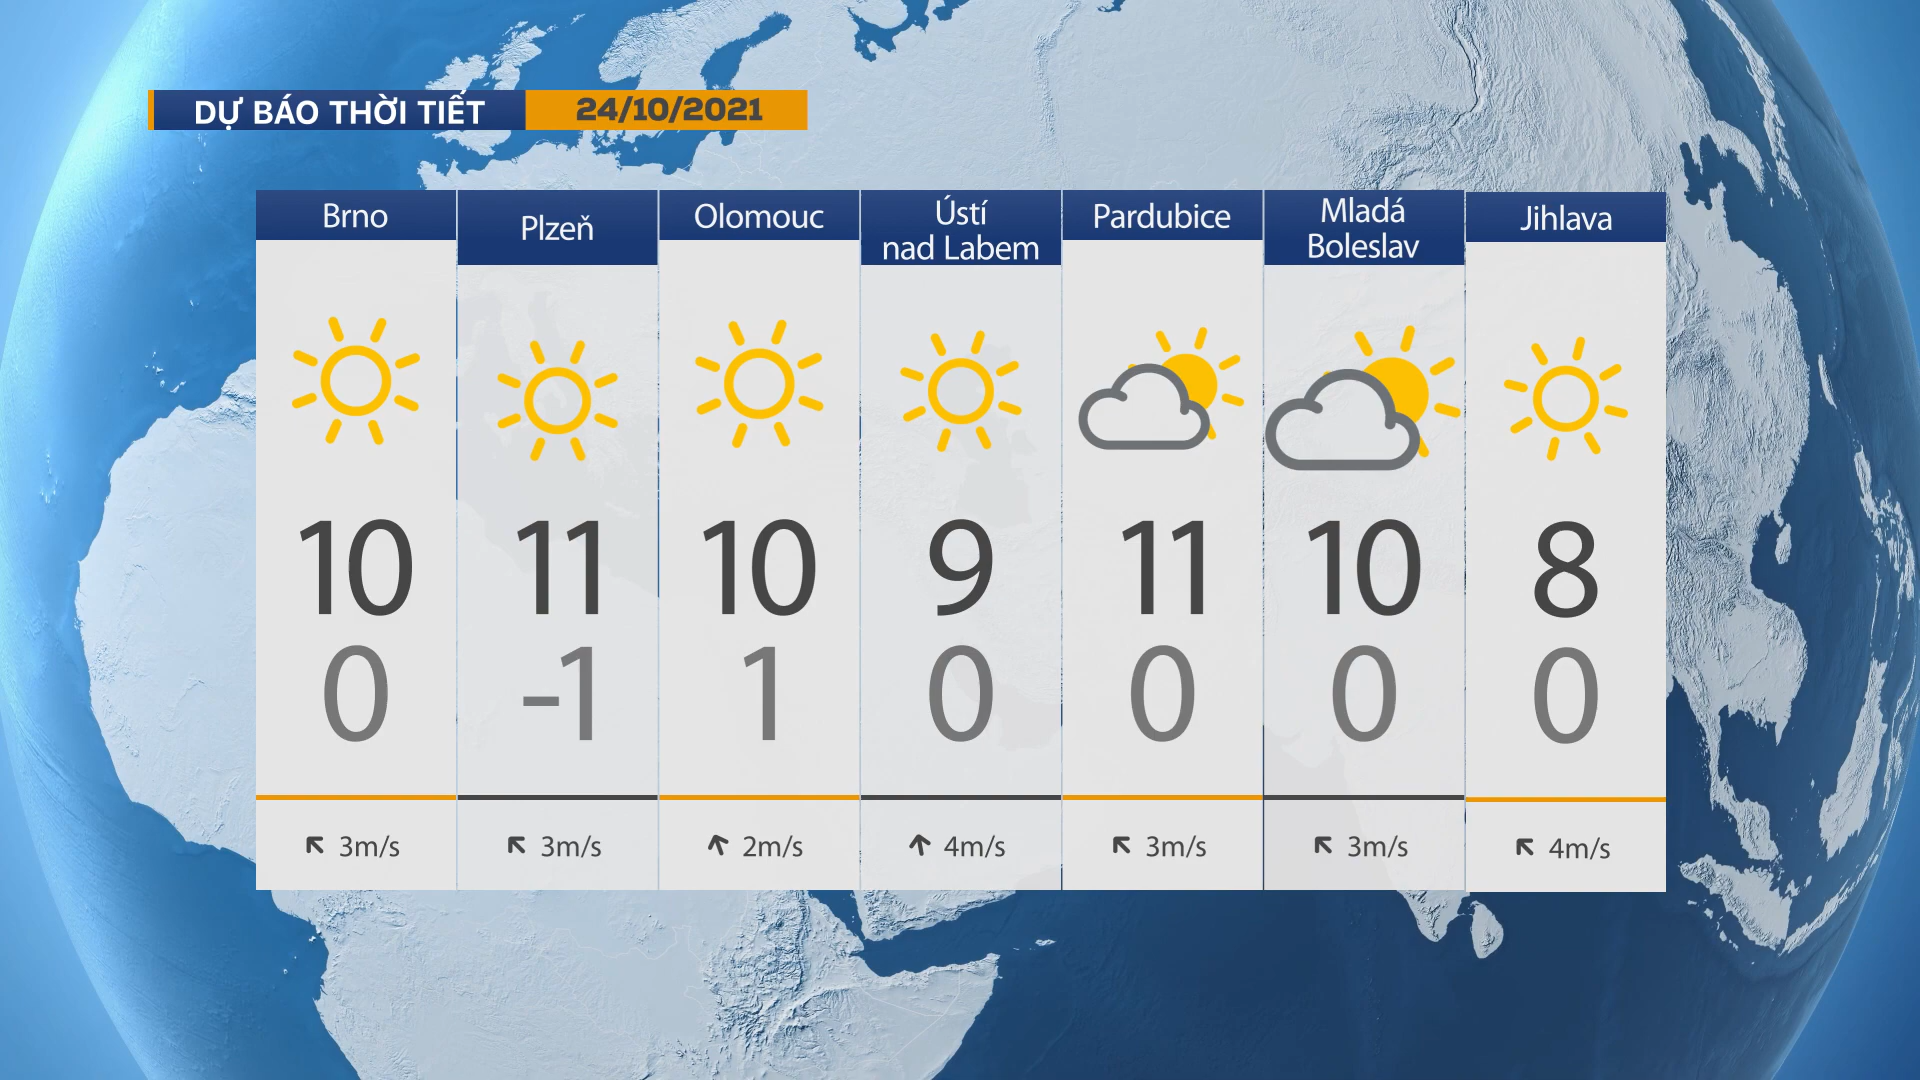 DỰ BÁO THỜI TIẾT
24/10/2021
Brno
10
0
3m/s
Plzeň
11
-1
3m/s
Olomouc
10
1
2m/s
Ústí
nad Labem
9
0
4m/s
Pardubice
11
0
3m/s
Mladá
Boleslav
10
0
3m/s
Jihlava
8
0
4m/s